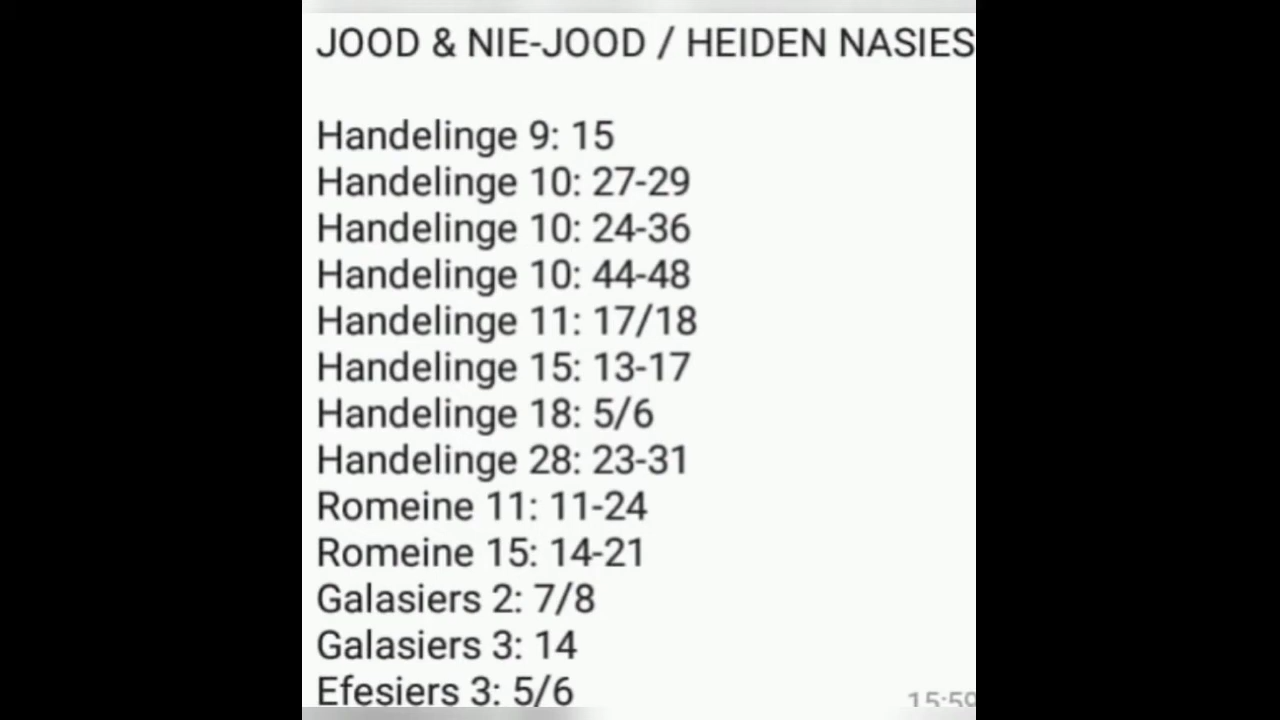 JOOD & NIE-JOOD / HEIDEN NASIES
Handelinge 9: 15
Handelinge 10: 27-29
Handelinge 10: 24-36
Handelinge 10: 44-48
Handelinge 11: 17/18
Handelinge 15: 13-17
Handelinge 18: 5/6
Handelinge 28: 23-31
Romeine 11: 11-24
Romeine 15: 14-21
Galasiers 2: 7/8
Galasiers 3: 14
Efesiers 3: 5/6
15:59